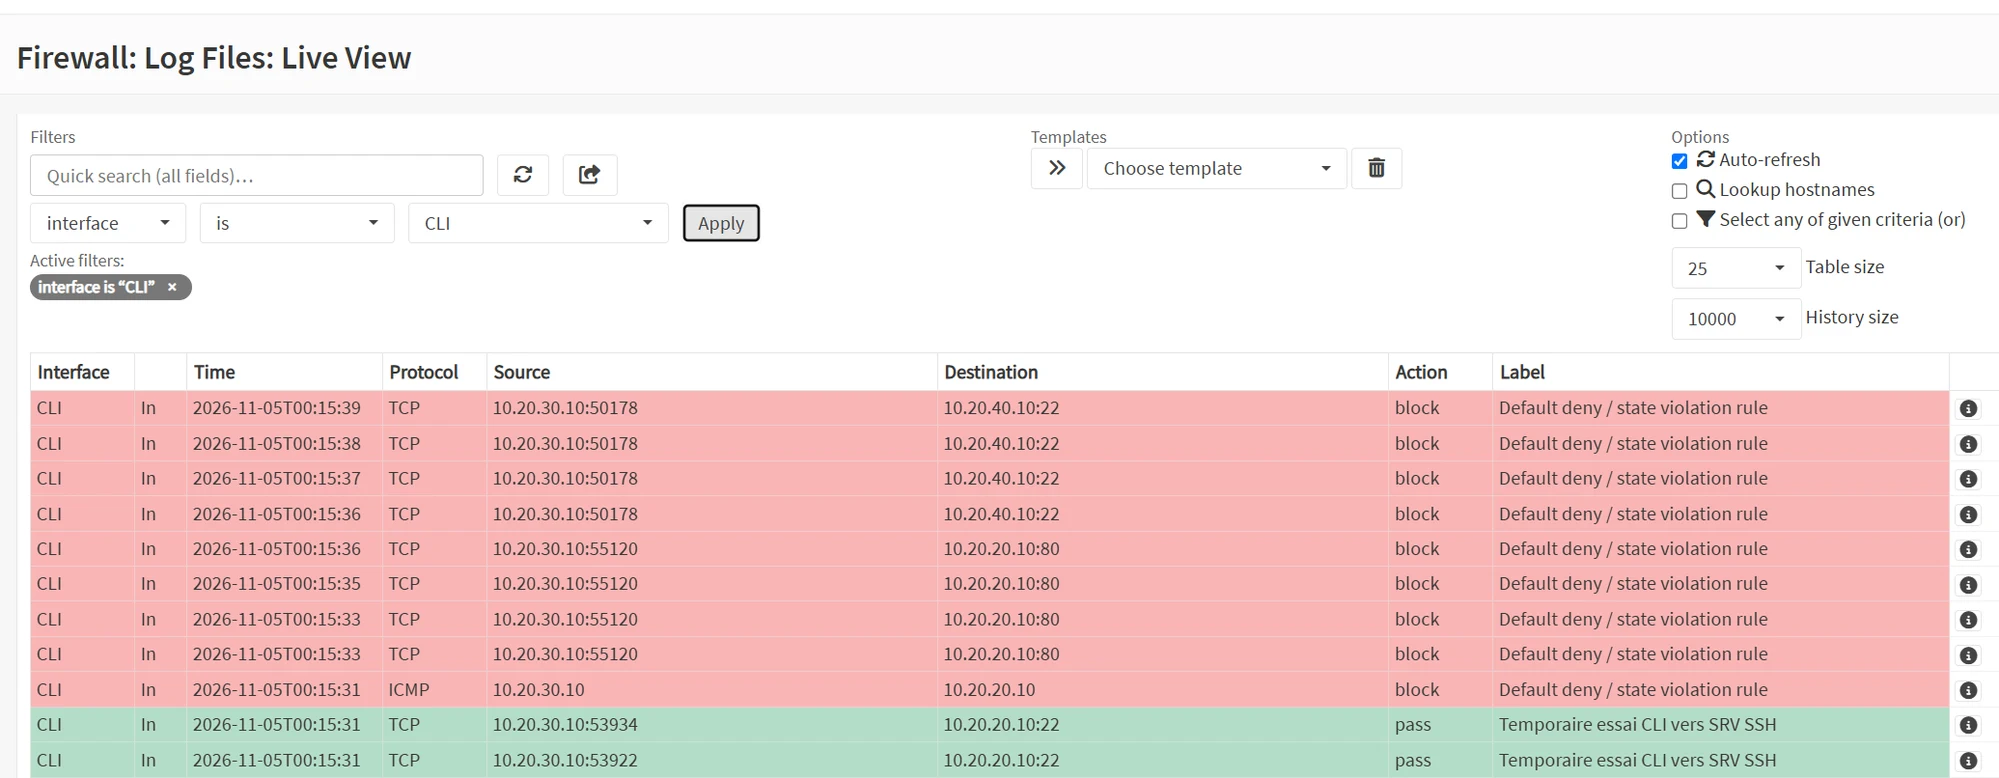 Firewall: Log Files: Live View
Filters
Templates
Options
Quick search (all fields)...
Choose template
Auto-refresh
Lookup hostnames
Select any of given criteria (or)
interface is CLI Apply
Active filters:
interface is “CLI” ×
25 Table size
10000 History size
Interface Time Protocol Source Destination Action Label
CLI In 2026-11-05T00:15:39 TCP 10.20.30.10:50178 10.20.40.10:22 block Default deny / state violation rule
CLI In 2026-11-05T00:15:38 TCP 10.20.30.10:50178 10.20.40.10:22 block Default deny / state violation rule
CLI In 2026-11-05T00:15:37 TCP 10.20.30.10:50178 10.20.40.10:22 block Default deny / state violation rule
CLI In 2026-11-05T00:15:36 TCP 10.20.30.10:50178 10.20.40.10:22 block Default deny / state violation rule
CLI In 2026-11-05T00:15:36 TCP 10.20.30.10:55120 10.20.20.10:80 block Default deny / state violation rule
CLI In 2026-11-05T00:15:35 TCP 10.20.30.10:55120 10.20.20.10:80 block Default deny / state violation rule
CLI In 2026-11-05T00:15:33 TCP 10.20.30.10:55120 10.20.20.10:80 block Default deny / state violation rule
CLI In 2026-11-05T00:15:33 TCP 10.20.30.10:55120 10.20.20.10:80 block Default deny / state violation rule
CLI In 2026-11-05T00:15:31 ICMP 10.20.30.10 10.20.20.10 block Default deny / state violation rule
CLI In 2026-11-05T00:15:31 TCP 10.20.30.10:53934 10.20.20.10:22 pass Temporaire essai CLI vers SRV SSH
CLI In 2026-11-05T00:15:31 TCP 10.20.30.10:53922 10.20.20.10:22 pass Temporaire essai CLI vers SRV SSH